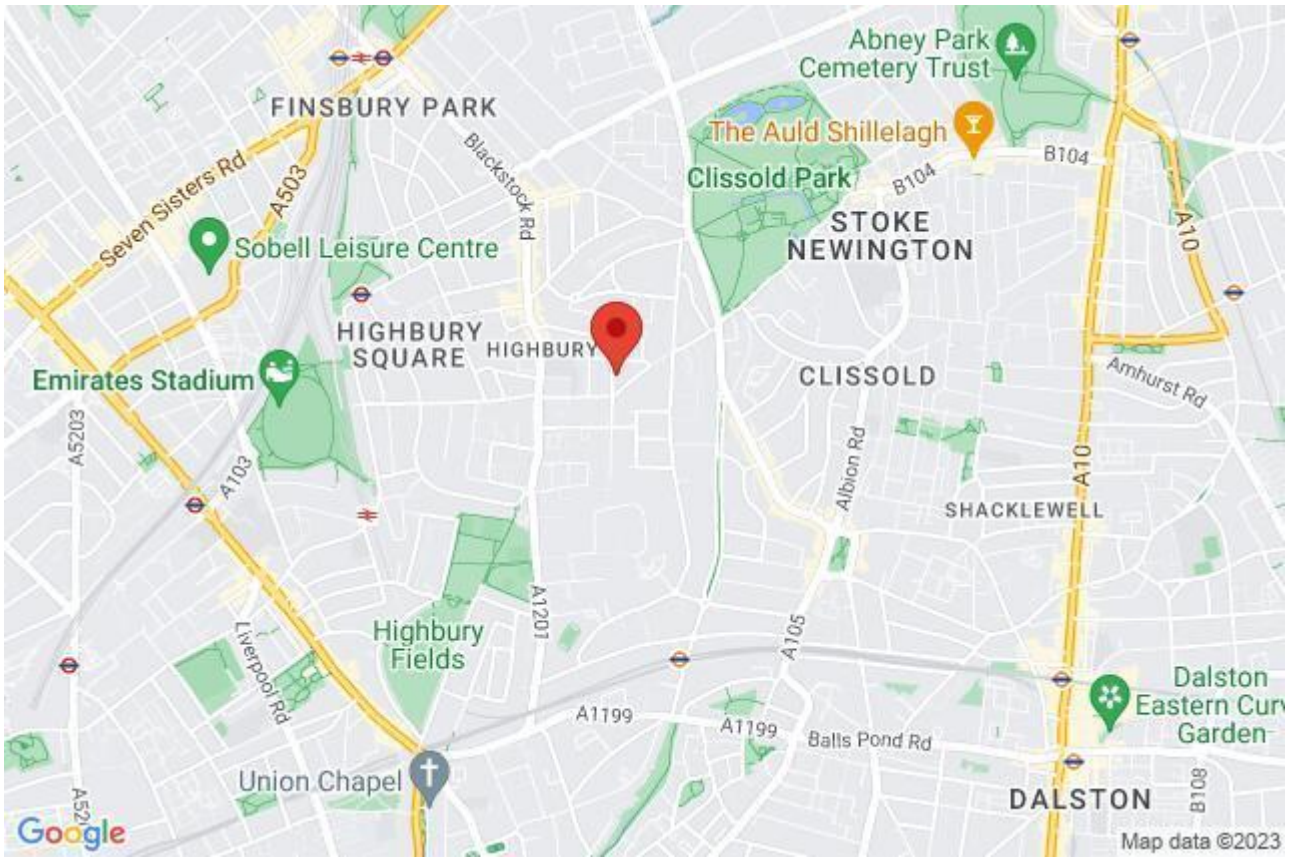 Abney Park
Cemetery Trust
FINSBURY PARK
The Auld Shillelagh
Blackstock Rd
B104
Seven Sisters Rd
A503
Clissold Park
B104
STOKE
NEWINGTON
A10
Sobell Leisure Centre
HIGHBURY
SQUARE
HIGHBURY
Emirates Stadium
CLISSOLD
Amhurst Rd
A5203
A103
Albion Rd
A10
SHACKLEWELL
A1201
Highbury
Fields
Liverpool Rd
A105
Dalston
Eastern Curv
Garden
A1199
A1199
Balls Pond Rd
Union Chapel
A520
DALSTON
B108
Google
Map data ©2023